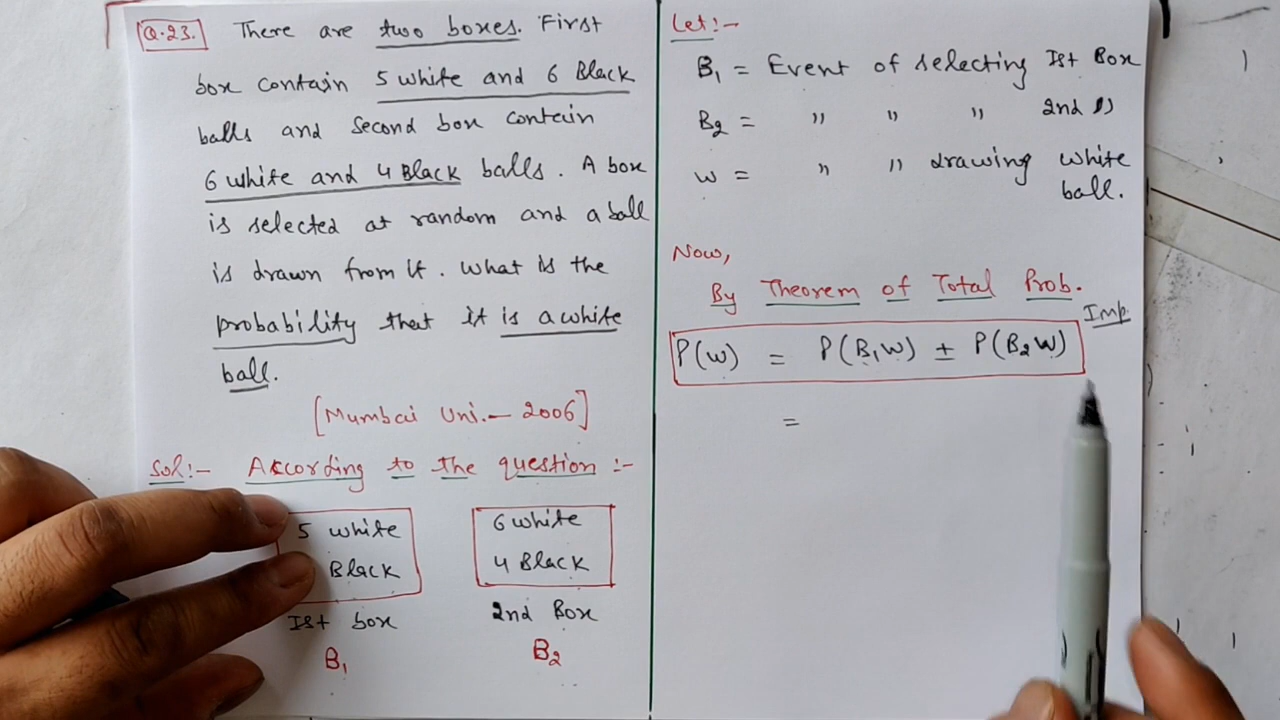 Q.23. There are two boxes. First
box contain 5 white and 6 Black
balls and Second box contain
6 white and 4 Black balls. A box
is selected at random and a ball
is drawn from it. What is the
probability that it is a white
ball.
[Mumbai Uni. - 2006]
Sol:- According to the question :-
5 white
Black
Ist box
B₁
6 white
4 Black
2nd Box
B₂
Let:-
B₁ = Event of selecting Ist Box
B₂ = " " " 2nd "
W = " " drawing white
ball.
Now,
By Theorem of Total Prob.
Imp.
P(W) = P(B₁W) + P(B₂W)
=